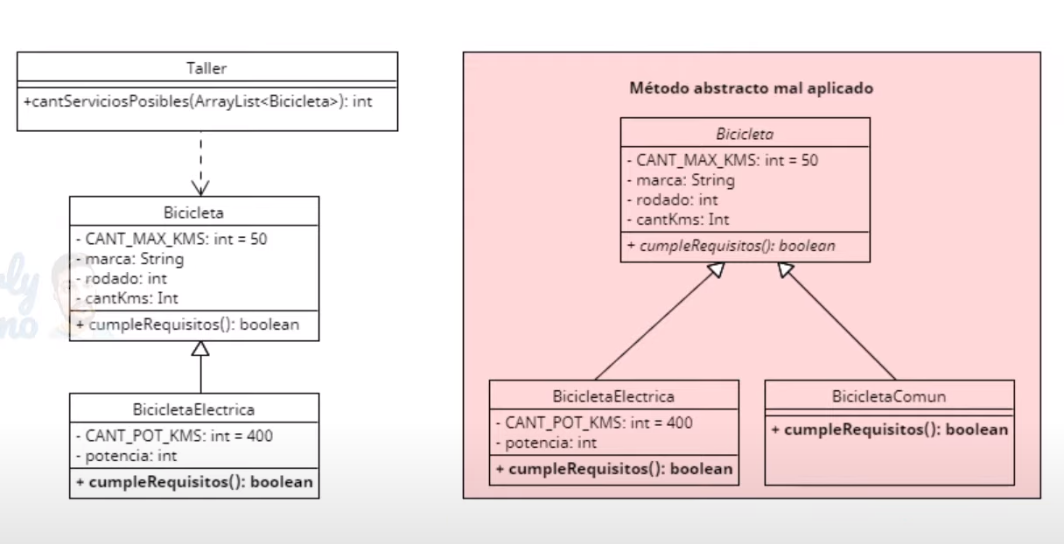 Taller
+cantServiciosPosibles(ArrayList<Bicicleta>): int
Bicicleta
- CANT_MAX_KMS: int = 50
- marca: String
- rodado: int
- cantKms: Int
+ cumpleRequisitos(): boolean
BicicletaElectrica
- CANT_POT_KMS: int = 400
- potencia: int
+ cumpleRequisitos(): boolean
Método abstracto mal aplicado
Bicicleta
- CANT_MAX_KMS: int = 50
- marca: String
- rodado: int
- cantKms: Int
+ cumpleRequisitos(): boolean
BicicletaElectrica
- CANT_POT_KMS: int = 400
- potencia: int
+ cumpleRequisitos(): boolean
BicicletaComun
+ cumpleRequisitos(): boolean